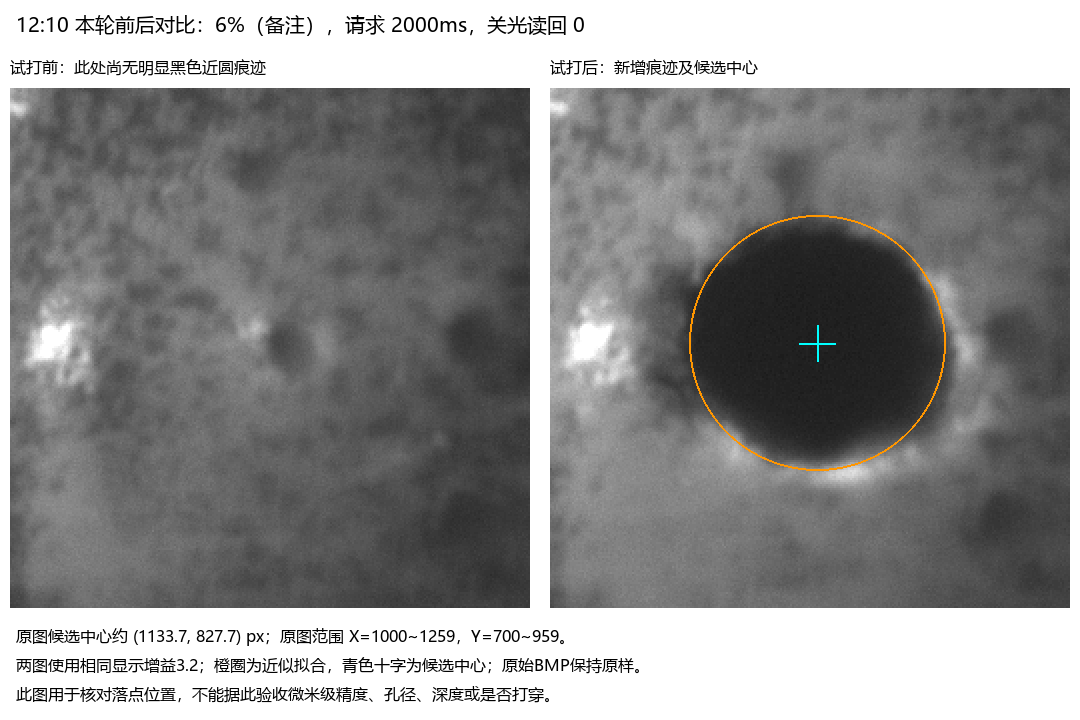 12:10 本轮前后对比：6%（备注），请求 2000ms，关光读回 0
试打前：此处尚无明显黑色近圆痕迹
试打后：新增痕迹及候选中心
原图候选中心约 (1133.7, 827.7) px；原图范围 X=1000~1259，Y=700~959。
两图使用相同显示增益3.2；橙圈为近似拟合，青色十字为候选中心；原始BMP保持原样。
此图用于核对落点位置，不能据此验收微米级精度、孔径、深度或是否打穿。